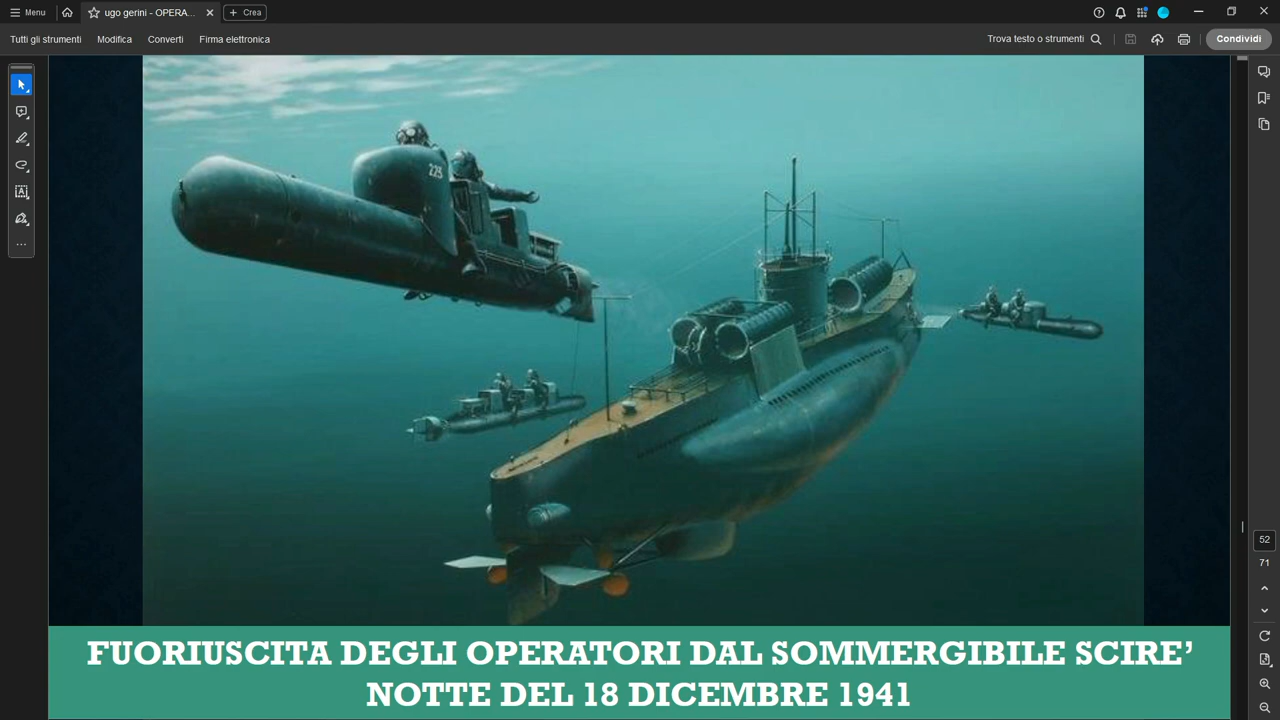 Menu
ugo gerini - OPERA...
Crea
Tutti gli strumenti
Modifica
Converti
Firma elettronica
Trova testo o strumenti
Condividi
225
52
71
FUORIUSCITA DEGLI OPERATORI DAL SOMMERGIBILE SCIRE’
NOTTE DEL 18 DICEMBRE 1941